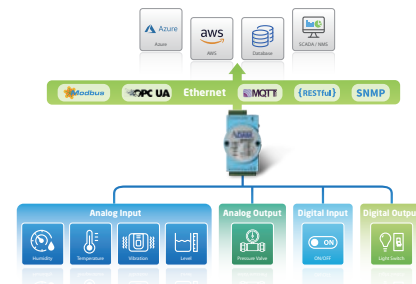 Azure
Azure
aws
AWS
Database
SCADA / NMS
Modbus
OPC UA
Ethernet
MQTT
{RESTful}
SNMP
Analog Input
Analog Output
Digital Input
Digital Output
Humidity
Temperature
Vibration
Level
Pressure Valve
ON
ON/OFF
Light Switch